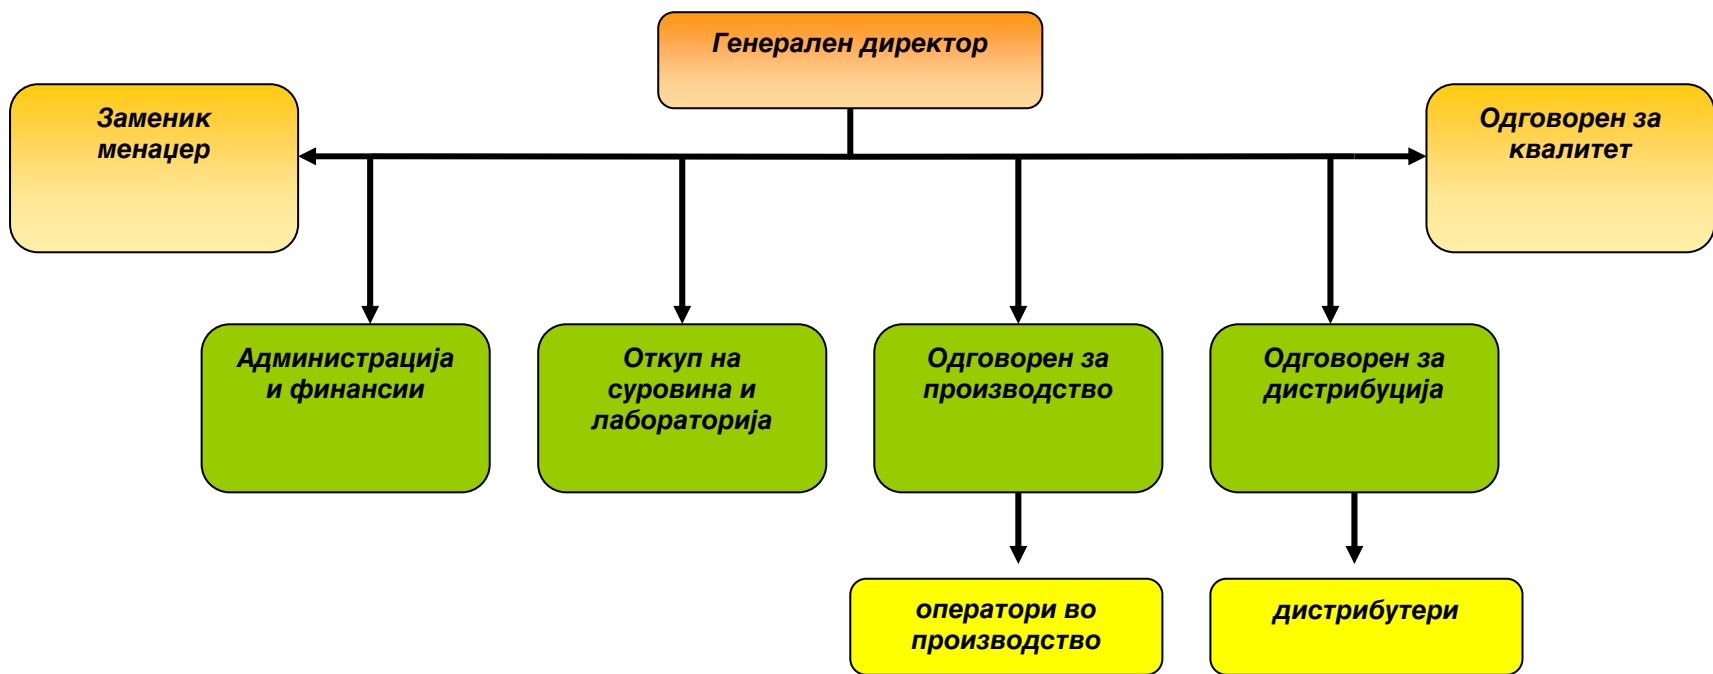 Генерален директор
Заменик
менаџер
Одговорен за
квалитет
Администрација
и финансии
Откуп на
суровина и
лабораторија
Одговорен за
производство
Одговорен за
дистрибуција
оператори во
производство
дистрибутери